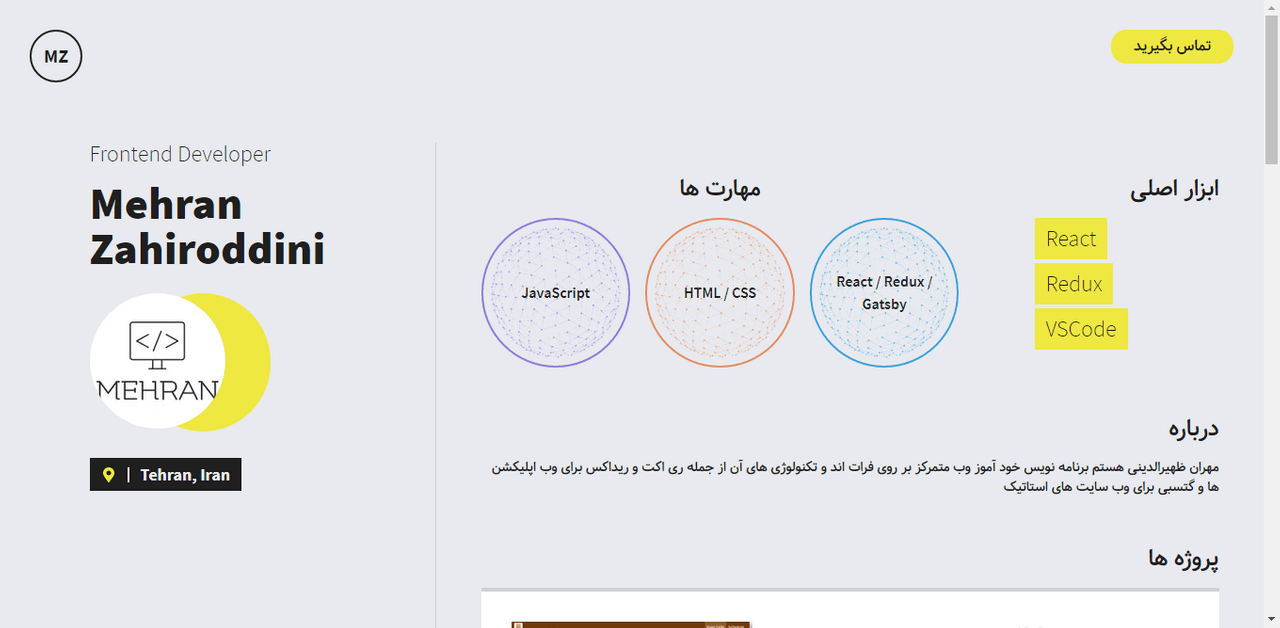 MZ
تماس بگیرید
Frontend Developer
Mehran
Zahiroddini
MEHRAN
| Tehran, Iran
ابزار اصلی
React
Redux
VSCode
مهارت ها
JavaScript
HTML / CSS
React / Redux /
Gatsby
درباره
مهران ظهیرالدینی هستم برنامه نویس خود آموز وب متمرکز بر روی فرات اند و تکنولوژی های آن از جمله ری اکت و ریداکس برای وب اپلیکشن
ها و گتسبی برای وب سایت های استاتیک
پروژه ها